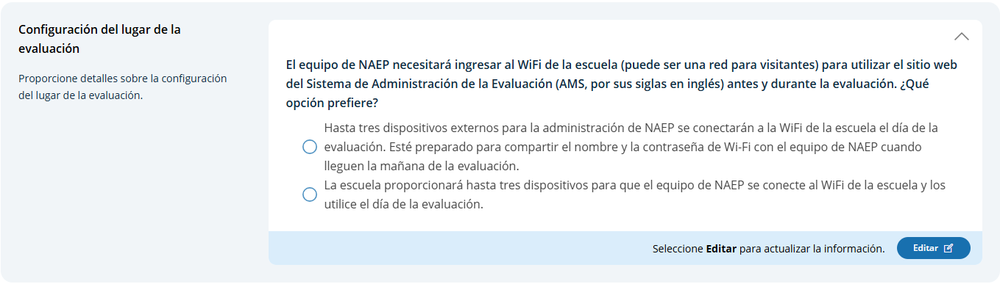 Configuración del lugar de la
evaluación
Proporcione detalles sobre la configuración
del lugar de la evaluación.
El equipo de NAEP necesitará ingresar al WiFi de la escuela (puede ser una red para visitantes) para utilizar el sitio web
del Sistema de Administración de la Evaluación (AMS, por sus siglas en inglés) antes y durante la evaluación. ¿Qué
opción prefiere?
Hasta tres dispositivos externos para la administración de NAEP se conectarán a la WiFi de la escuela el día de la
evaluación. Esté preparado para compartir el nombre y la contraseña de Wi-Fi con el equipo de NAEP cuando
lleguen la mañana de la evaluación.
La escuela proporcionará hasta tres dispositivos para que el equipo de NAEP se conecte al WiFi de la escuela y los
utilice el día de la evaluación.
Seleccione Editar para actualizar la información.
Editar